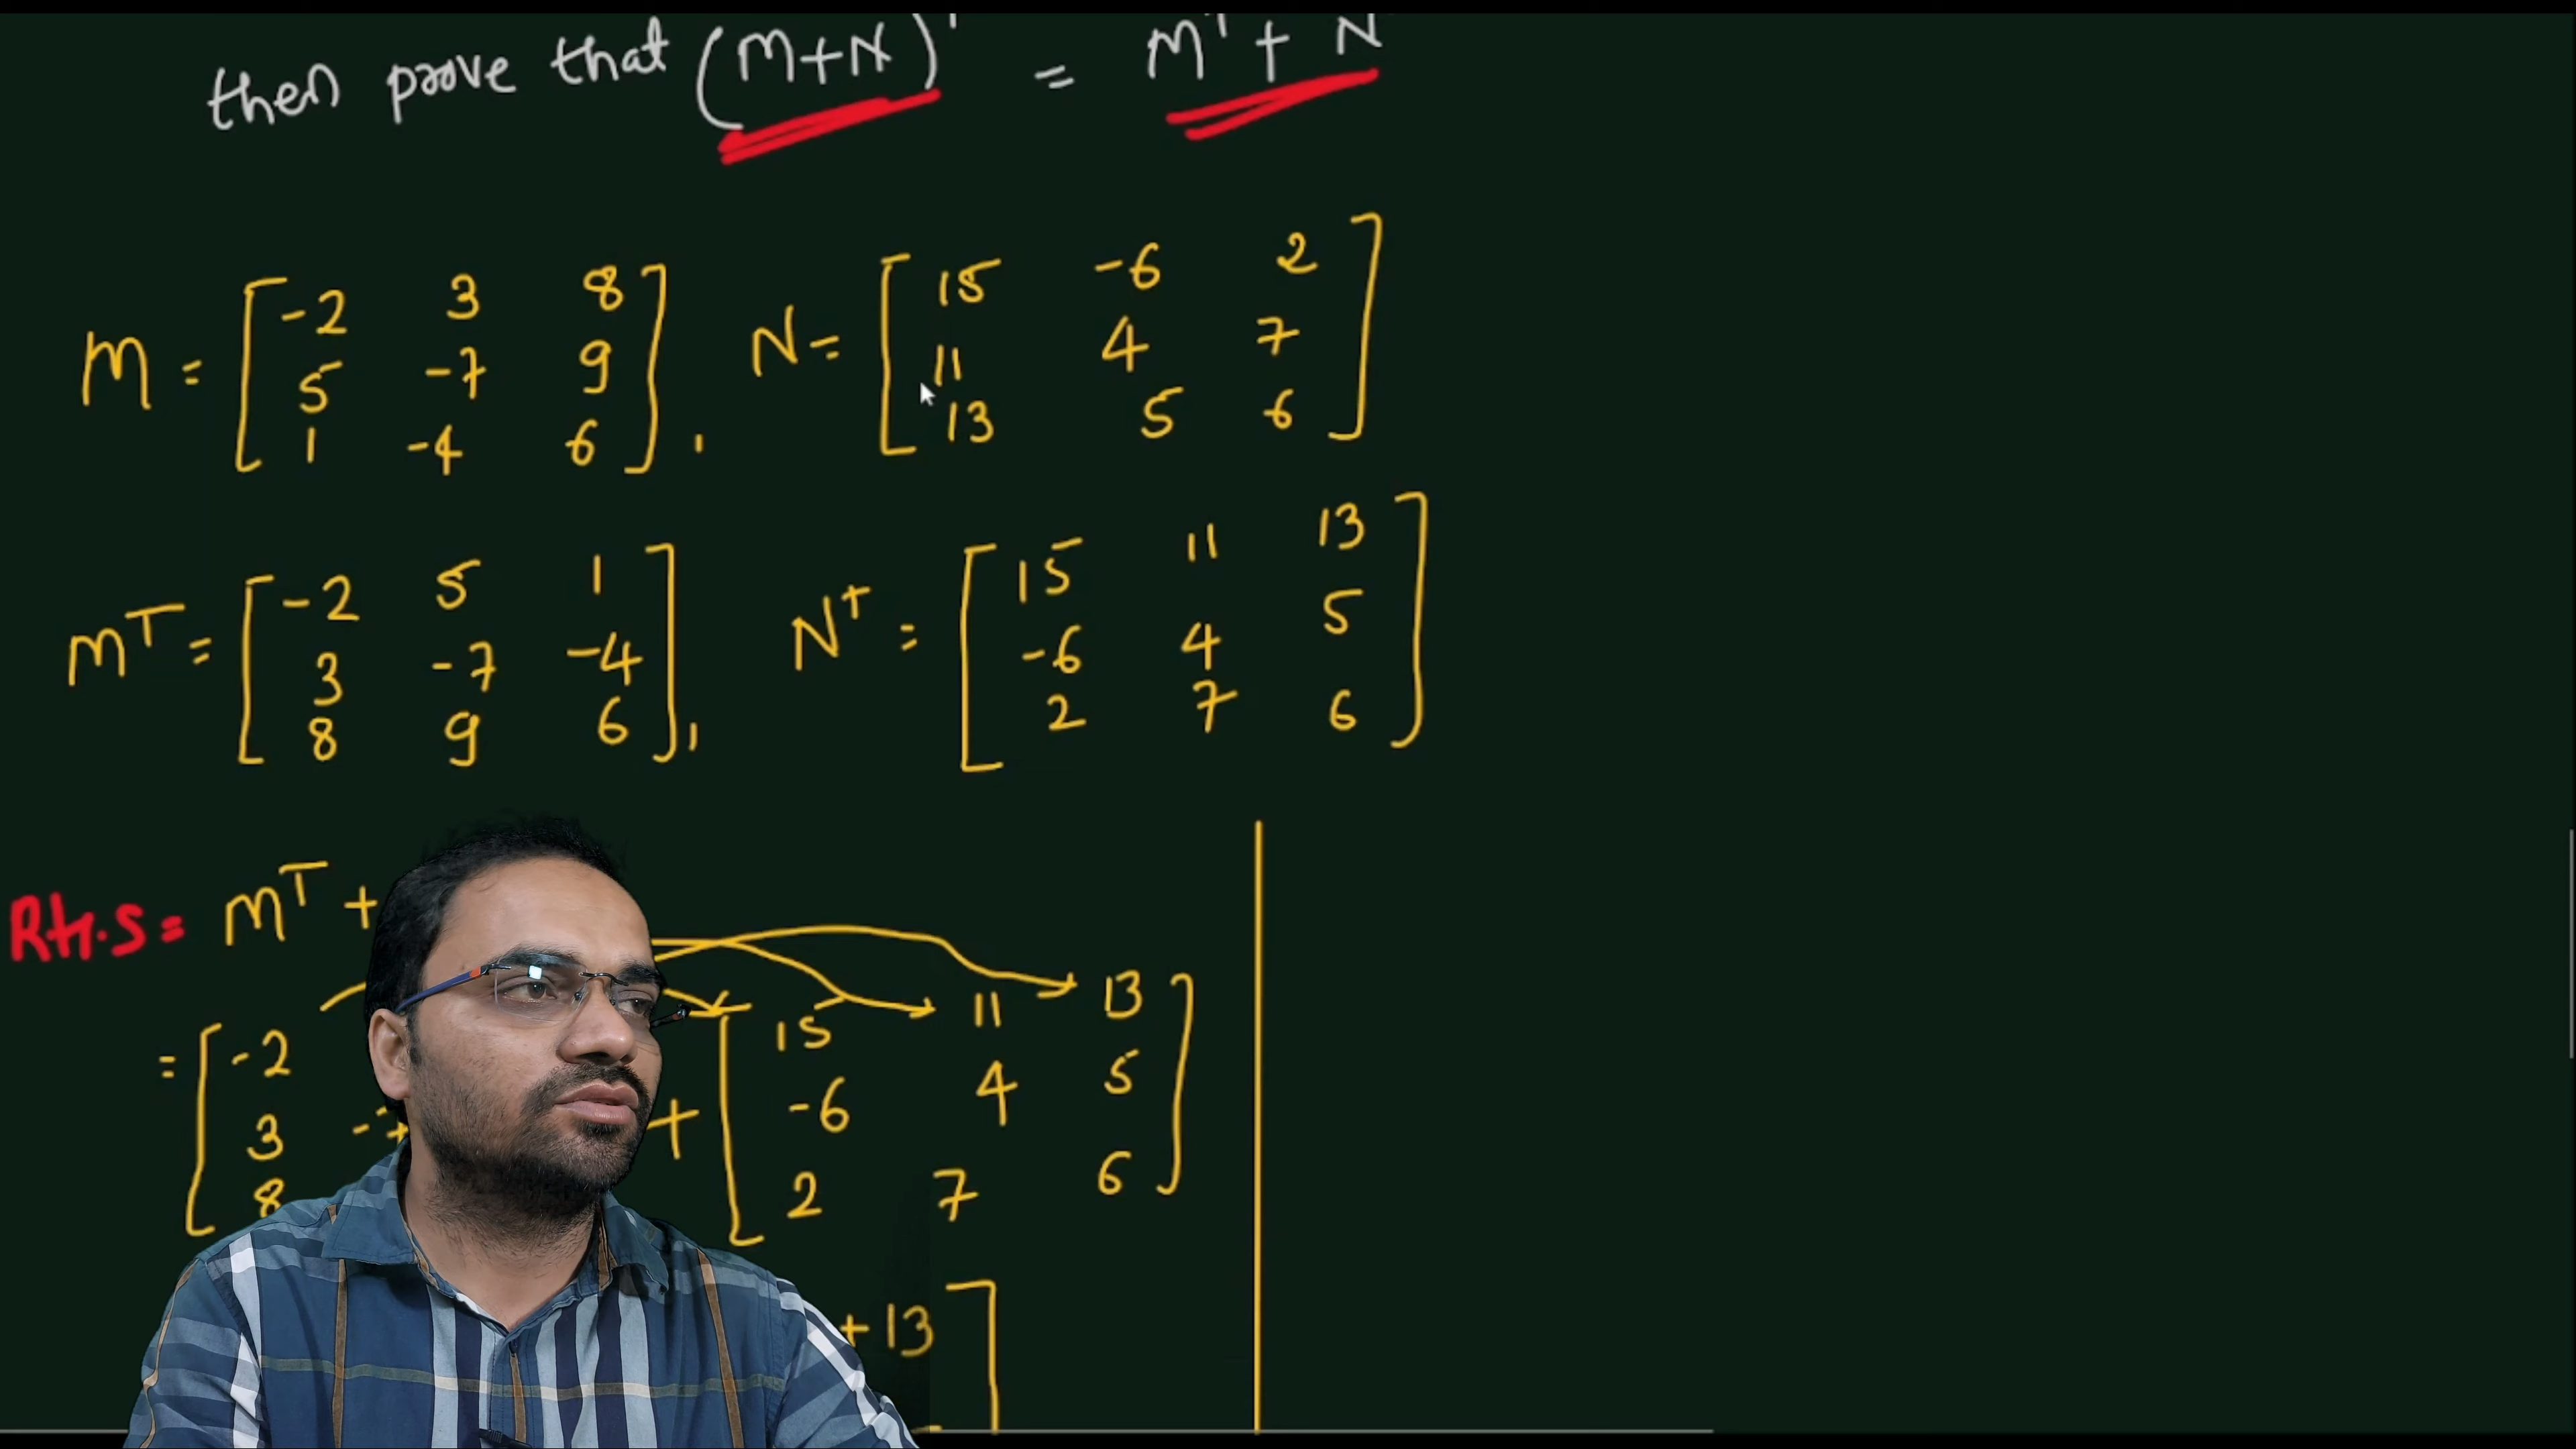 then prove that (M+N)ᵀ = Mᵀ + N
M = [ -2 3 8
5 -7 9
1 -4 6 ] ,
N = [ 15 -6 2
11 4 7
13 5 6 ]
Mᵀ = [ -2 5 1
3 -7 -4
8 9 6 ] ,
Nᵗ = [ 15 11 13
-6 4 5
2 7 6 ]
R.H.S = Mᵀ +
= [ -2
3 -7
8
+ [ 15 11 13
-6 4 5
2 7 6 ]
+ 13 ]